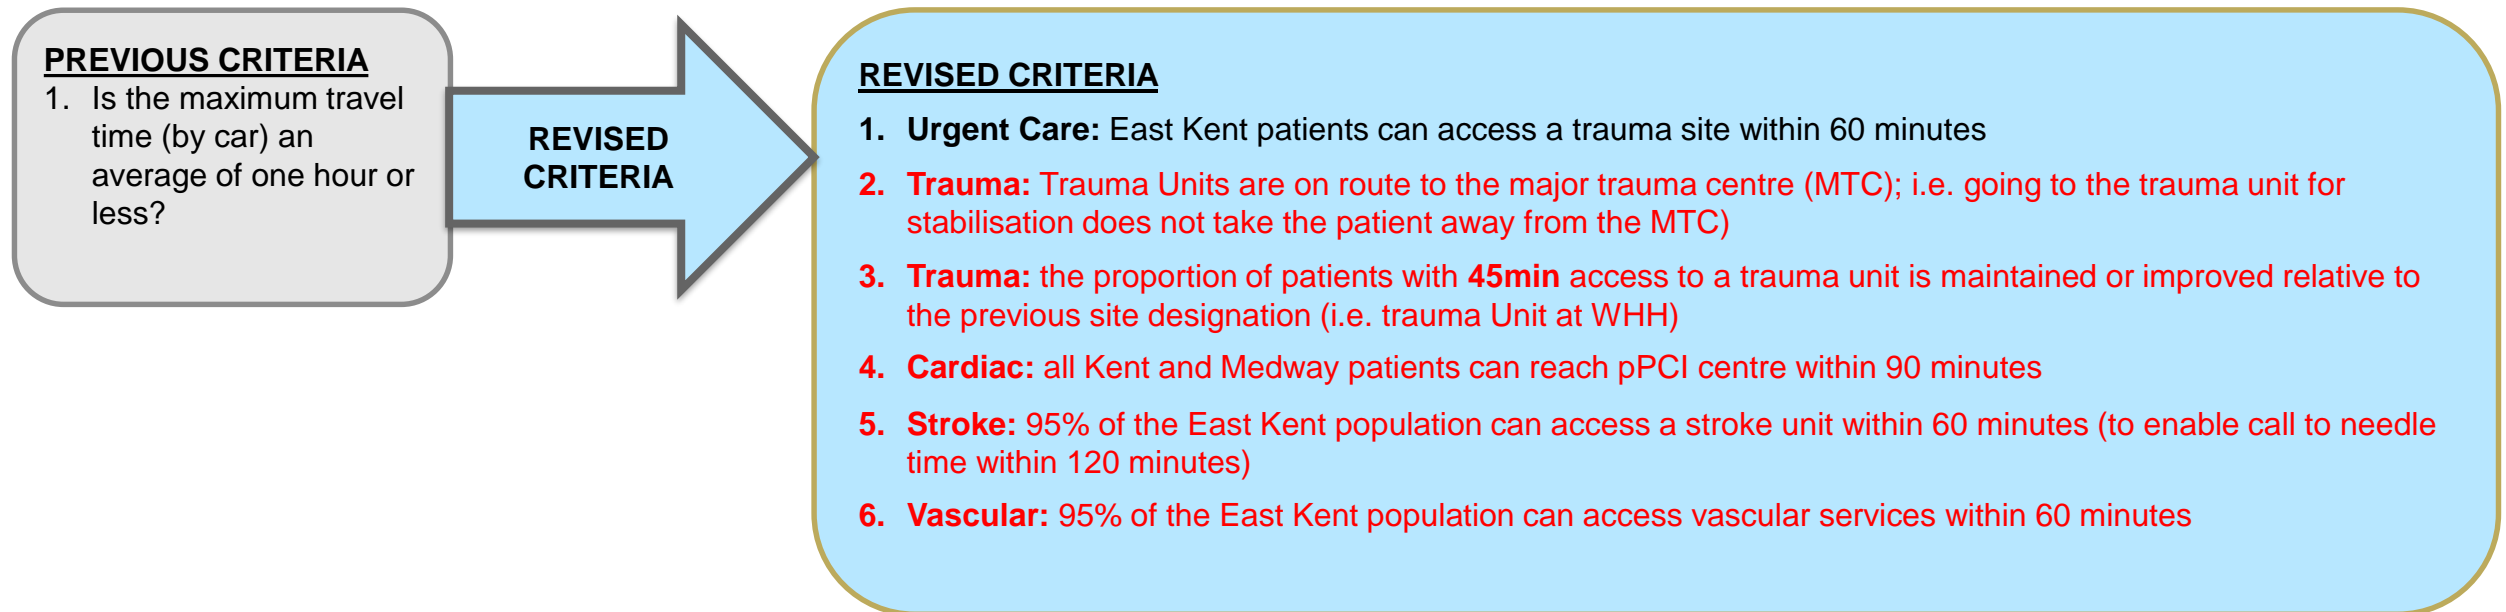 PREVIOUS CRITERIA
1. Is the maximum travel
time (by car) an
average of one hour or
less?
REVISED
CRITERIA
REVISED CRITERIA
1. Urgent Care: East Kent patients can access a trauma site within 60 minutes
2. Trauma: Trauma Units are on route to the major trauma centre (MTC); i.e. going to the trauma unit for
stabilisation does not take the patient away from the MTC)
3. Trauma: the proportion of patients with 45min access to a trauma unit is maintained or improved relative to
the previous site designation (i.e. trauma Unit at WHH)
4. Cardiac: all Kent and Medway patients can reach pPCI centre within 90 minutes
5. Stroke: 95% of the East Kent population can access a stroke unit within 60 minutes (to enable call to needle
time within 120 minutes)
6. Vascular: 95% of the East Kent population can access vascular services within 60 minutes